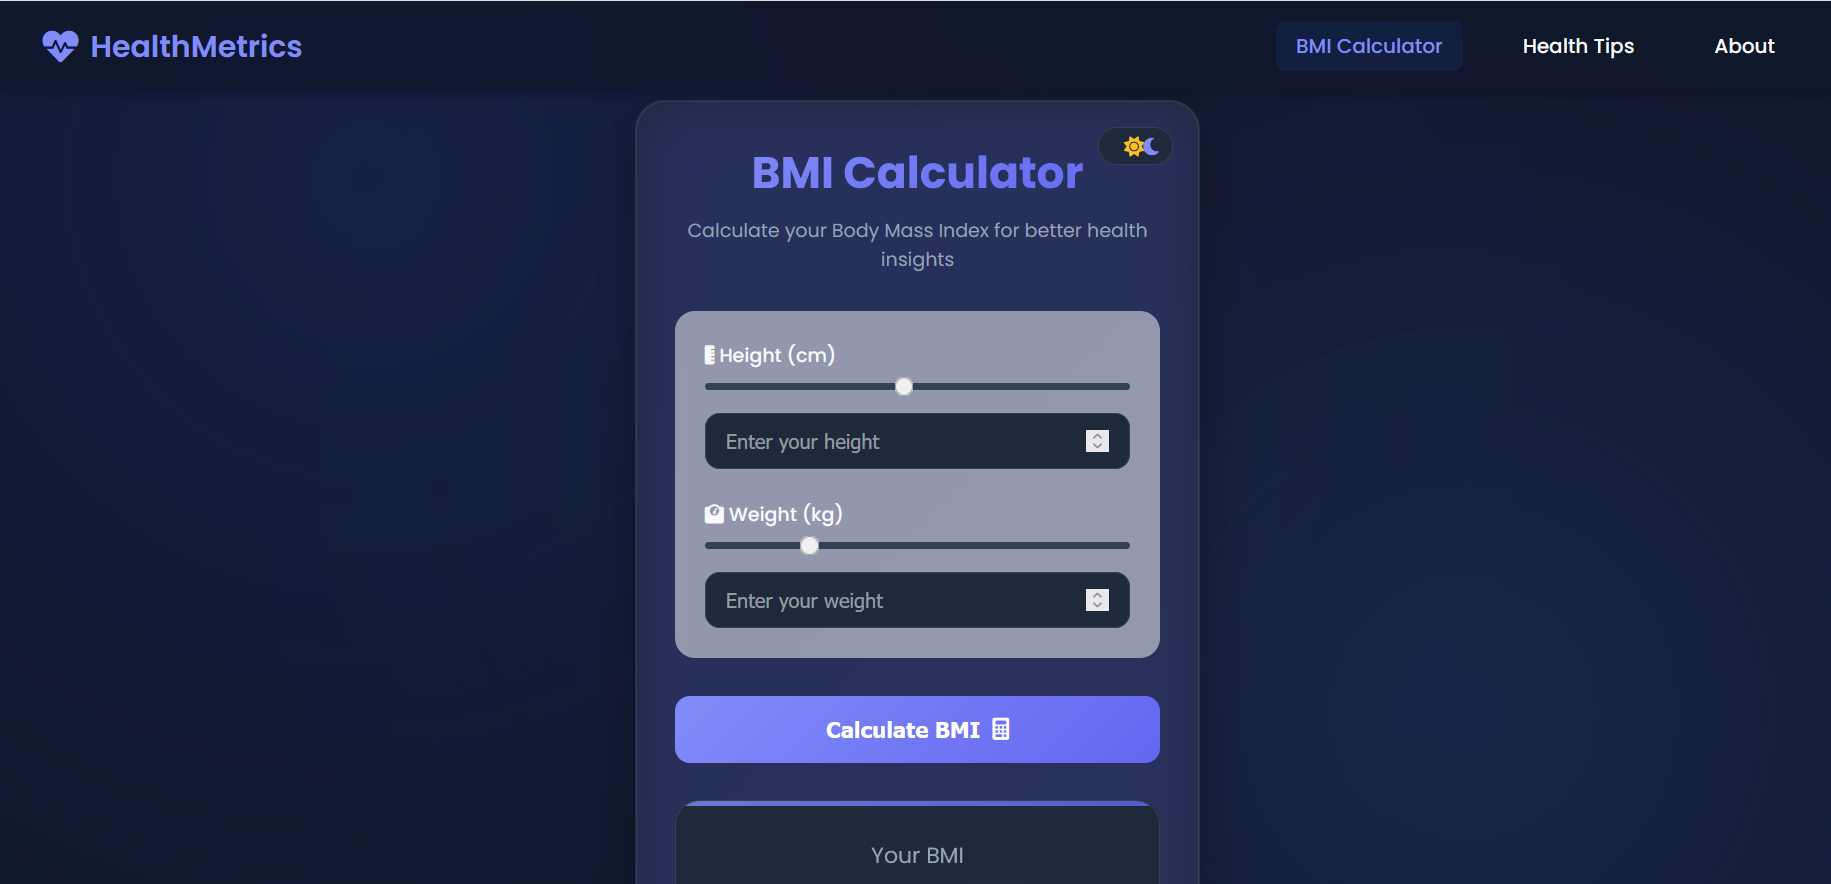 HealthMetrics
BMI Calculator
Health Tips
About
BMI Calculator
Calculate your Body Mass Index for better health
insights
Height (cm)
Enter your height
Weight (kg)
Enter your weight
Calculate BMI
Your BMI